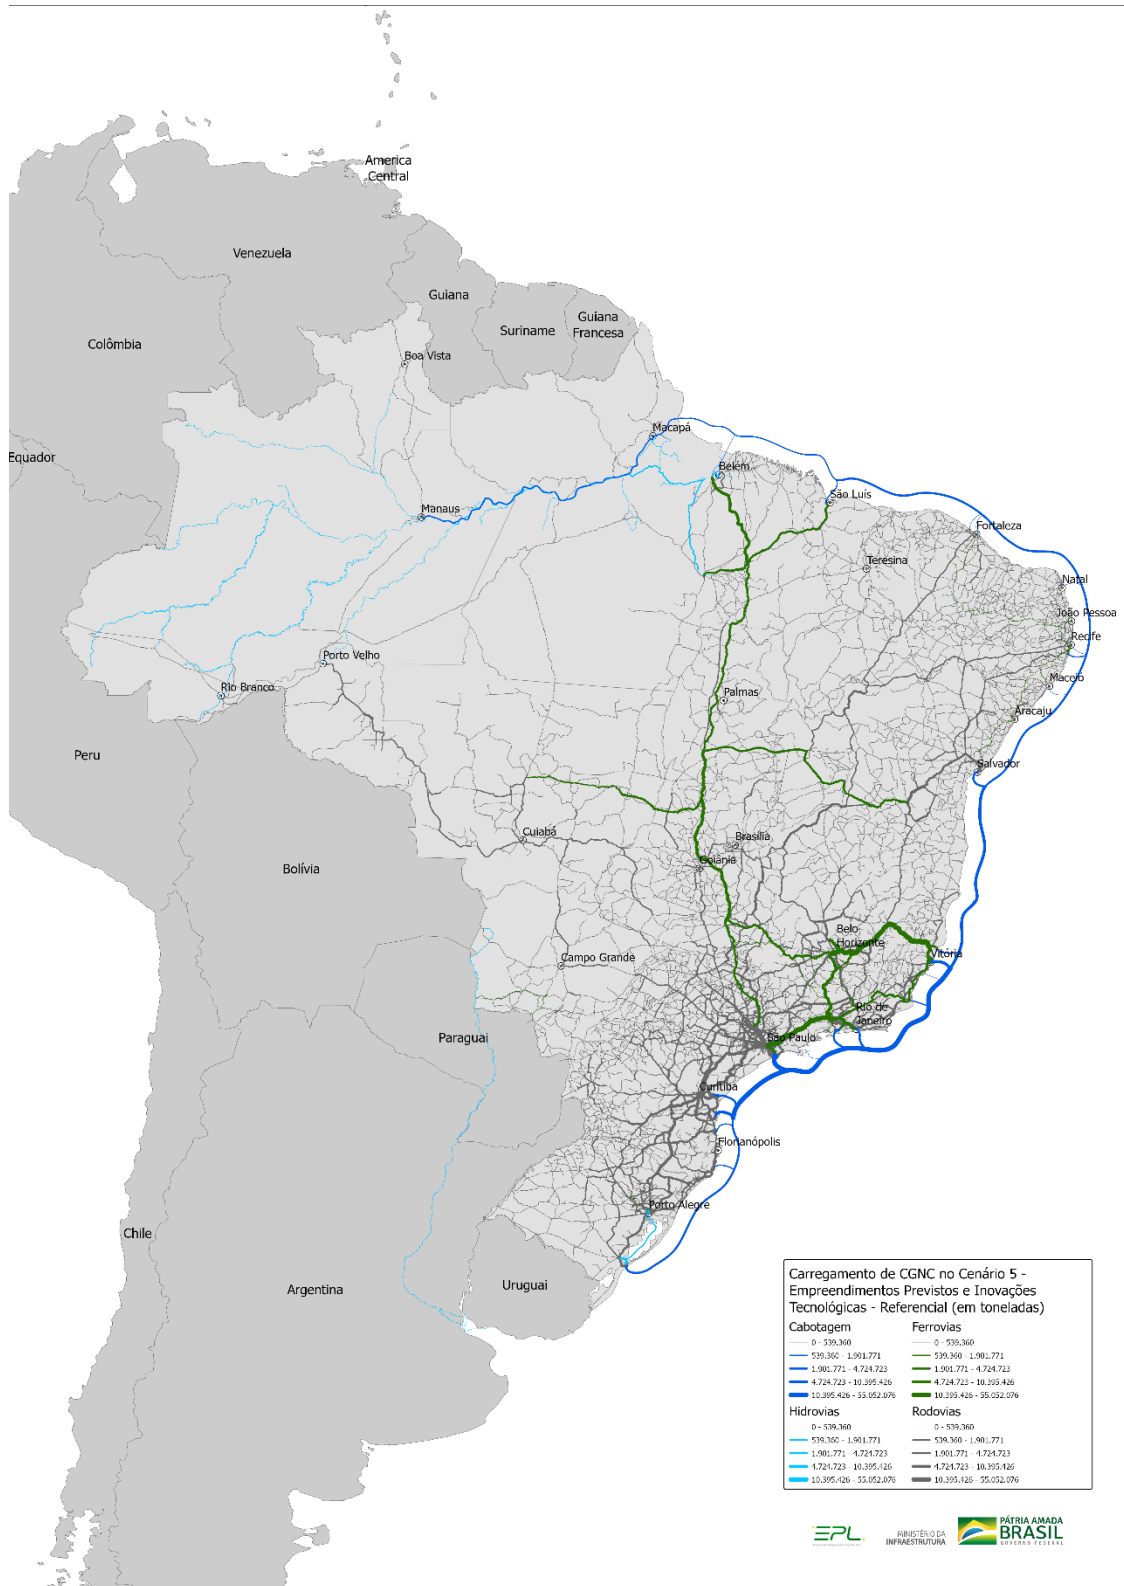 America
Central
Venezuela
Guiana
Suriname
Guiana
Francesa
Colômbia
Boa Vista
Macapá
Equador
Belém
São Luís
Manaus
Fortaleza
Teresina
Natal
João Pessoa
Recife
Porto Velho
Maceió
Rio Branco
Palmas
Aracaju
Peru
Salvador
Cuiabá
Brasília
Goiânia
Bolívia
Belo
Horizonte
Vitória
Campo Grande
Rio de
Janeiro
Paraguai
São Paulo
Curitiba
Florianópolis
Porto Alegre
Chile
Argentina
Uruguai
Carregamento de CGNC no Cenário 5 -
Empreendimentos Previstos e Inovações
Tecnológicas - Referencial (em toneladas)
Cabotagem
0 - 539.360
539.360 - 1.901.771
1.901.771 - 4.724.723
4.724.723 - 10.395.426
10.395.426 - 55.052.076
Ferrovias
0 - 539.360
539.360 - 1.901.771
1.901.771 - 4.724.723
4.724.723 - 10.395.426
10.395.426 - 55.052.076
Hidrovias
0 - 539.360
539.360 - 1.901.771
1.901.771 - 4.724.723
4.724.723 - 10.395.426
10.395.426 - 55.052.076
Rodovias
0 - 539.360
539.360 - 1.901.771
1.901.771 - 4.724.723
4.724.723 - 10.395.426
10.395.426 - 55.052.076
EPL
MINISTÉRIO DA
INFRAESTRUTURA
PÁTRIA AMADA
BRASIL
GOVERNO FEDERAL